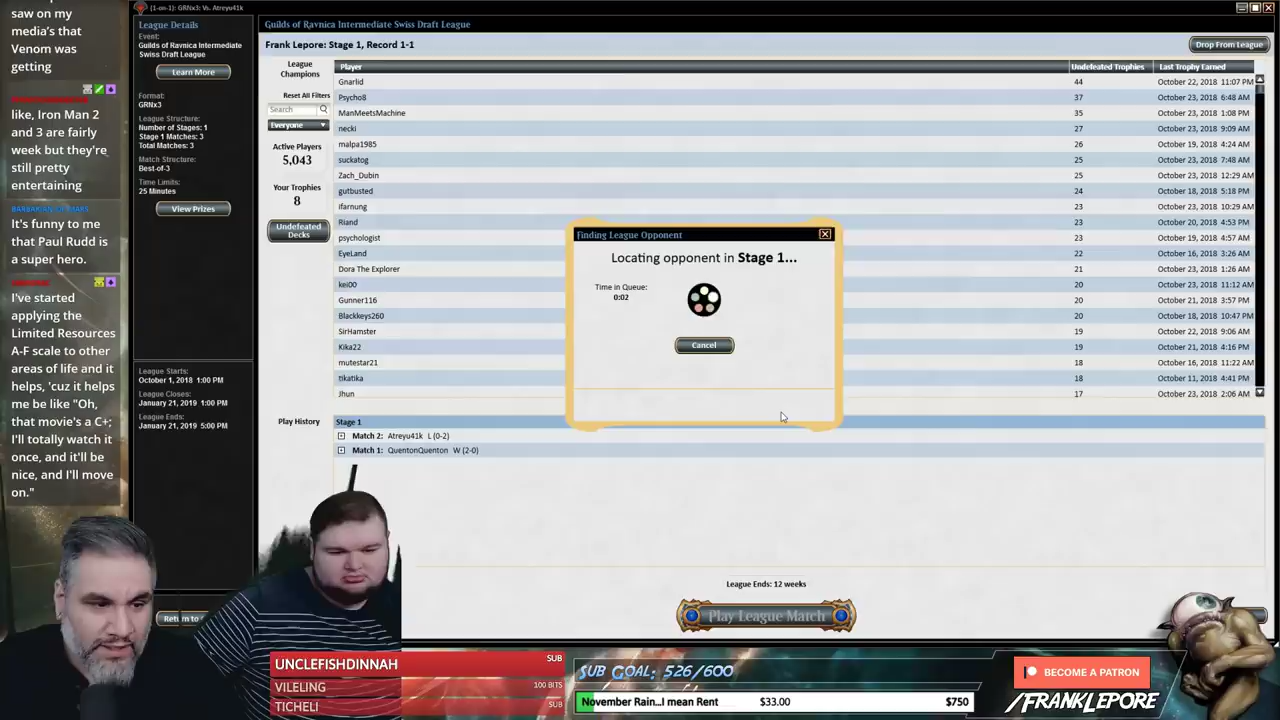 [1-on-1]: GRNx3: Vs. Atreyu41k
saw on my
media's that
Venom was
getting
like, Iron Man 2
and 3 are fairly
week but they're
still pretty
entertaining
BARBARIAN_OF_MARS
It's funny to me
that Paul Rudd is
a super hero.
I've started
applying the
Limited Resources
A-F scale to other
areas of life and
it helps, 'cuz it helps
me be like "Oh,
that movie's a C+;
I'll totally watch it
once, and it'll be
nice, and I'll move
on."
League Details
Event:
Guilds of Ravnica Intermediate
Swiss Draft League
Learn More
Format:
GRNx3
League Structure:
Number of Stages: 1
Stage 1 Matches: 3
Total Matches: 3
Match Structure:
Best-of-3
Time Limits:
25 Minutes
View Prizes
League Starts:
October 1, 2018 1:00 PM
League Closes:
January 21, 2019 1:00 PM
League Ends:
January 21, 2019 5:00 PM
Return to
Guilds of Ravnica Intermediate Swiss Draft League
Frank Lepore: Stage 1, Record 1-1
Drop From League
League
Champions
Reset All Filters
Search
Everyone
Active Players
5,043
Your Trophies
8
Undefeated
Decks
Player Undefeated Trophies Last Trophy Earned
Gnarlid 44 October 22, 2018 11:07 PM
Psycho8 37 October 23, 2018 6:48 AM
ManMeetsMachine 35 October 23, 2018 1:08 PM
necki 27 October 23, 2018 9:09 AM
malpa1985 26 October 19, 2018 4:24 AM
suckatog 25 October 23, 2018 7:48 AM
Zach_Dubin 25 October 23, 2018 12:29 AM
gutbusted 24 October 18, 2018 5:18 PM
ifarnung 23 October 23, 2018 10:29 AM
Riand 23 October 20, 2018 4:53 PM
psychologist 23 October 19, 2018 4:57 AM
EyeLand 22 October 16, 2018 3:26 AM
Dora The Explorer 21 October 23, 2018 1:26 AM
kei00 20 October 23, 2018 11:12 AM
Gunner116 20 October 21, 2018 3:57 PM
Blackkeys260 20 October 18, 2018 10:47 PM
SirHamster 19 October 22, 2018 9:06 AM
Kika22 19 October 21, 2018 4:16 PM
mutestar21 18 October 16, 2018 11:22 AM
tikatika 18 October 11, 2018 4:41 PM
Jhun 17 October 23, 2018 2:06 AM
Finding League Opponent
Locating opponent in Stage 1...
Time in Queue:
0:02
Cancel
Play History
Stage 1
Match 2: Atreyu41k L (0-2)
Match 1: QuentonQuenton W (2-0)
League Ends: 12 weeks
Play League Match
UNCLEFISHDINNAH SUB
VILELING 100 BITS
TICHELI SUB
SUB GOAL: 526/600
November Rain...I mean Rent $33.00 $750
BECOME A PATRON
/FRANKLEPORE